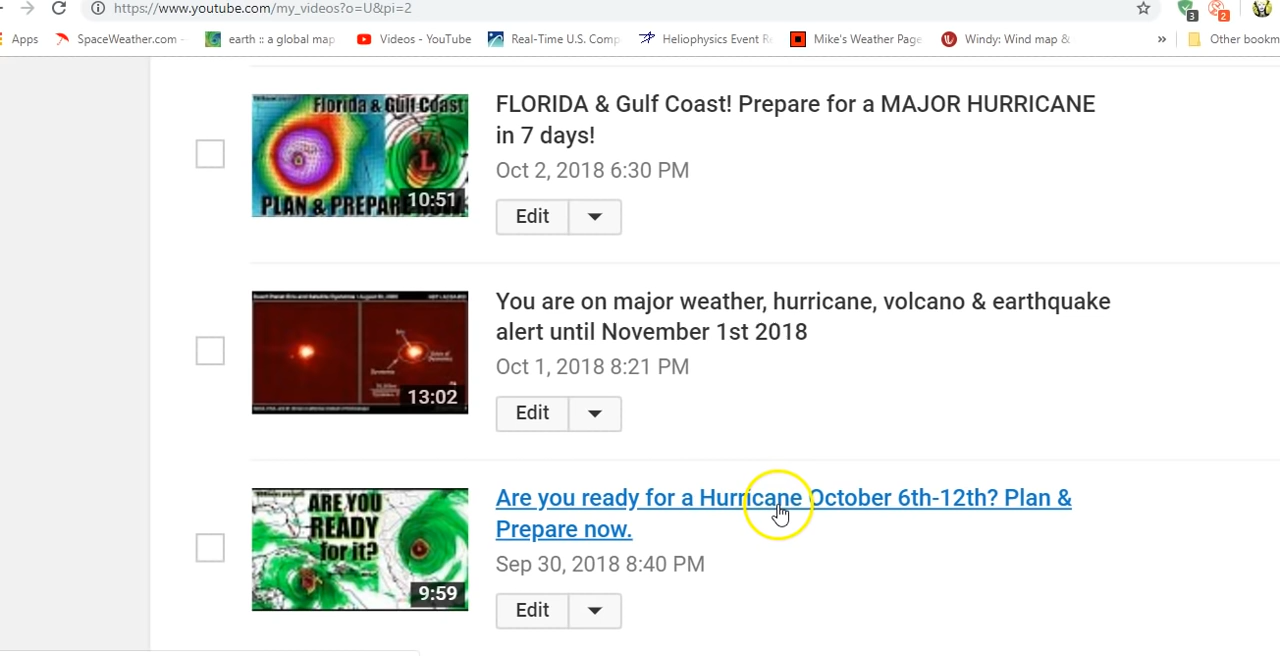 https://www.youtube.com/my_videos?o=U&pi=2
3
2
Apps
SpaceWeather.com -
earth :: a global map
Videos - YouTube
Real-Time U.S. Comp
Heliophysics Event Re
Mike's Weather Page
Windy: Wind map &
»
Other bookm
Florida & Gulf Coast
L
PLAN & PREPARE NOW
10:51
FLORIDA & Gulf Coast! Prepare for a MAJOR HURRICANE
in 7 days!
Oct 2, 2018 6:30 PM
Edit
13:02
You are on major weather, hurricane, volcano & earthquake
alert until November 1st 2018
Oct 1, 2018 8:21 PM
Edit
ARE YOU
READY
for it?
9:59
Are you ready for a Hurricane October 6th-12th? Plan &
Prepare now.
Sep 30, 2018 8:40 PM
Edit